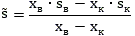 s̃ = (x_в · s_в − x_к · s_к) / (x_в − x_к)